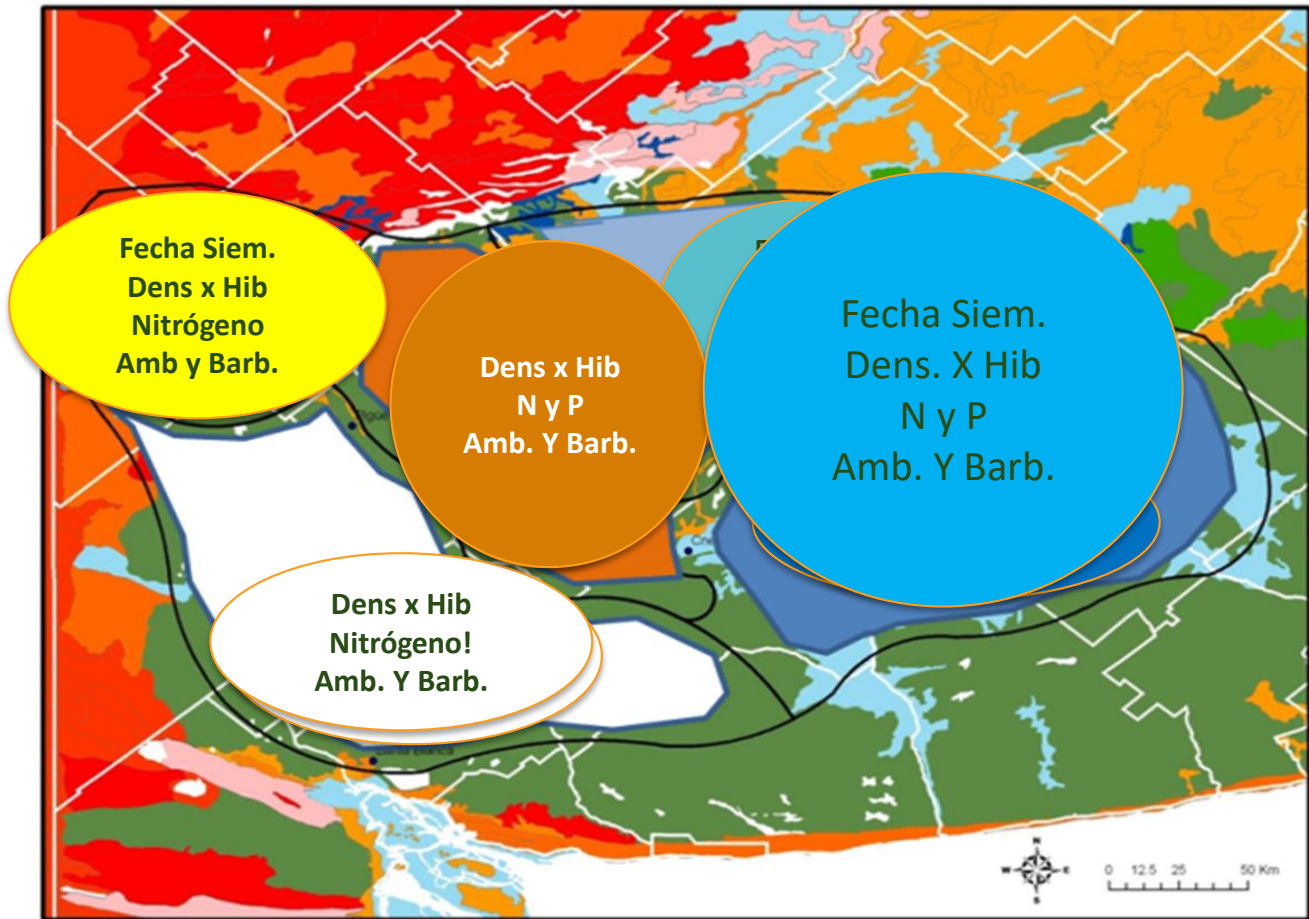 Fecha Siem.
Dens x Hib
Nitrógeno
Amb y Barb.
Dens x Hib
N y P
Amb. Y Barb.
Fecha Siem.
Dens. X Hib
N y P
Amb. Y Barb.
Dens x Hib
Nitrógeno!
Amb. Y Barb.
N
W E
S
0 12.5 25 50 Km